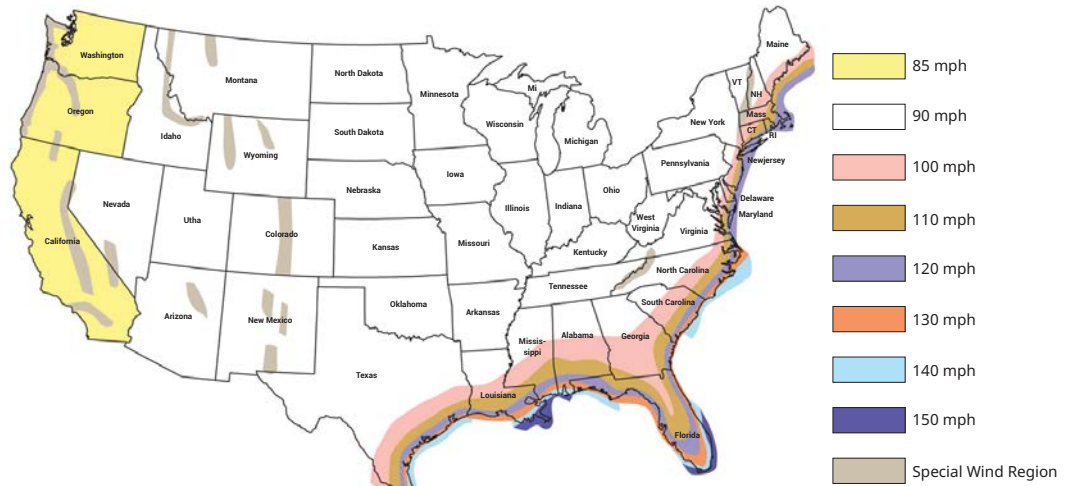 Washington
Montana
North Dakota
Minnesota
Maine
VT
NH
Mass
CT
RI
Oregon
Idaho
Wyoming
South Dakota
Wisconsin
Mi
Michigan
New York
Pennsylvania
Newjersey
Nebraska
Iowa
Nevada
Utha
Colorado
Illinois
Indiana
Ohio
West
Virginia
Virginia
Delaware
Maryland
California
Kansas
Missouri
Kentucky
North Carolina
Tennessee
South Carolina
Arizona
New Mexico
Oklahoma
Arkansas
Missis-
sippi
Alabama
Georgia
Texas
Louisiana
Florida
85 mph
90 mph
100 mph
110 mph
120 mph
130 mph
140 mph
150 mph
Special Wind Region